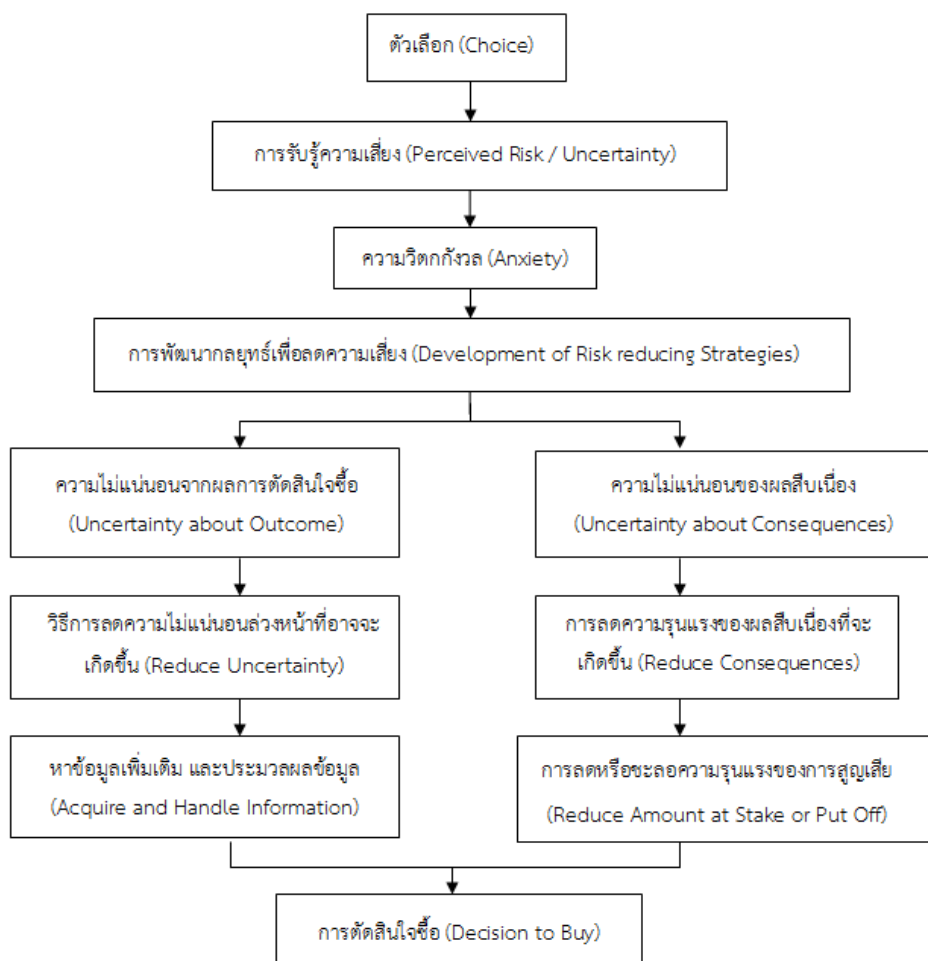 ตัวเลือก (Choice)
การรับรู้ความเสี่ยง (Perceived Risk / Uncertainty)
ความวิตกกังวล (Anxiety)
การพัฒนากลยุทธ์เพื่อลดความเสี่ยง (Development of Risk reducing Strategies)
ความไม่แน่นอนจากผลการตัดสินใจซื้อ
(Uncertainty about Outcome)
ความไม่แน่นอนของผลสืบเนื่อง
(Uncertainty about Consequences)
วิธีการลดความไม่แน่นอนล่วงหน้าที่อาจจะ
เกิดขึ้น (Reduce Uncertainty)
การลดความรุนแรงของผลสืบเนื่องที่จะ
เกิดขึ้น (Reduce Consequences)
หาข้อมูลเพิ่มเติม และประมวลผลข้อมูล
(Acquire and Handle Information)
การลดหรือชะลอความรุนแรงของการสูญเสีย
(Reduce Amount at Stake or Put Off)
การตัดสินใจซื้อ (Decision to Buy)